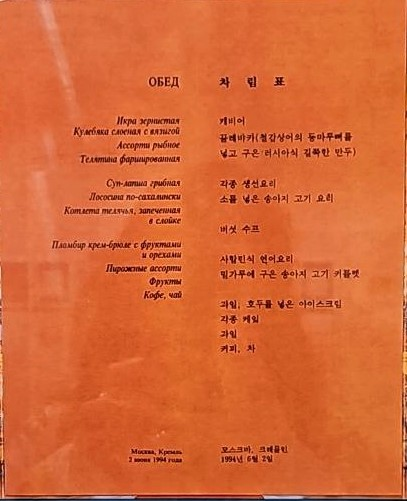 ОБЕД
차 림 표
Икра зернистая
Кулебяка слоеная с вязигой
Ассорти рыбное
Телятина фаршированная
Суп-лапша грибная
Лососина по-сахалински
Котлета телячья, запеченная
в слойке
Пломбир крем-брюле с фруктами
и орехами
Пирожные ассорти
Фрукты
Кофе, чай
캐비어
꿀레바카(철갑상어의 등마루뼈를
넣고 구은 러시아식 길쭉한 만두)
각종 생선요리
소를 넣은 송아지 고기 요리
버섯 수프
사할린식 연어요리
밀가루에 구은 송아지 고기 커틀렛
과일, 호두를 넣은 아이스크림
각종 케잌
과일
커피, 차
Москва, Кремль
2 июня 1994 года
모스크바, 크레믈린
1994년 6월 2일